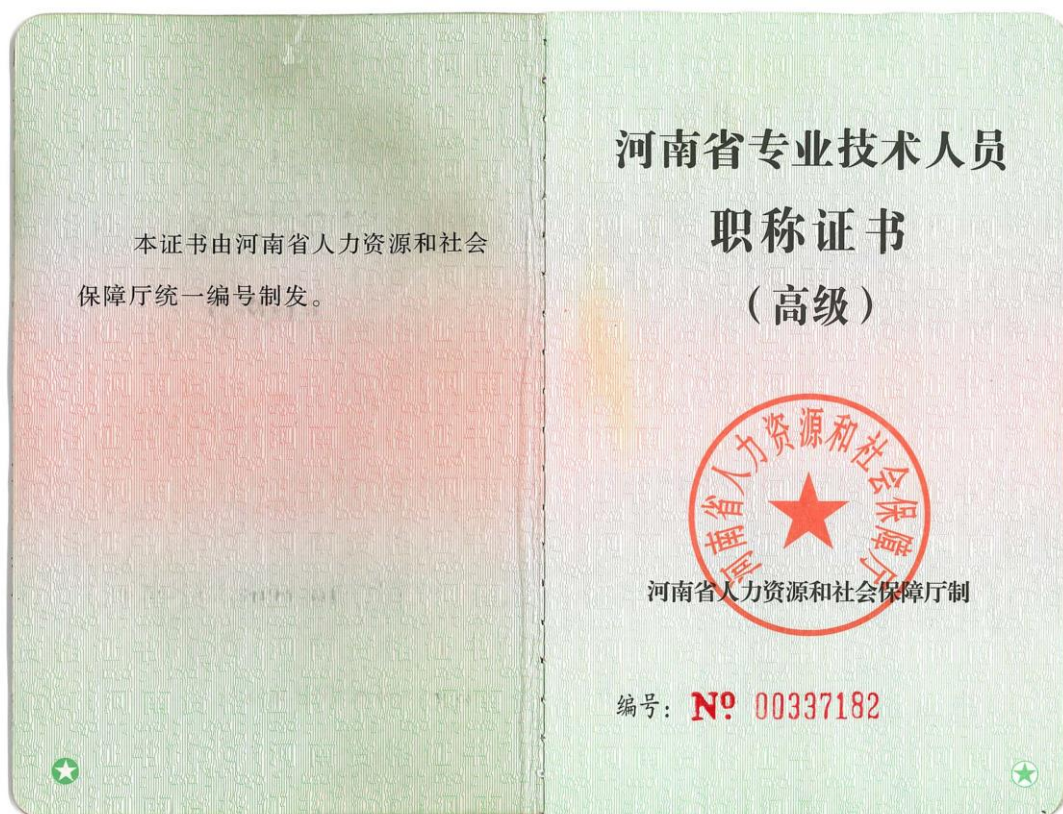 本证书由河南省人力资源和社会
保障厅统一编号制发。
河南省专业技术人员
职称证书
（高级）
河南省人力资源和社会保障厅
河南省人力资源和社会保障厅制
编号：Nº 00337182